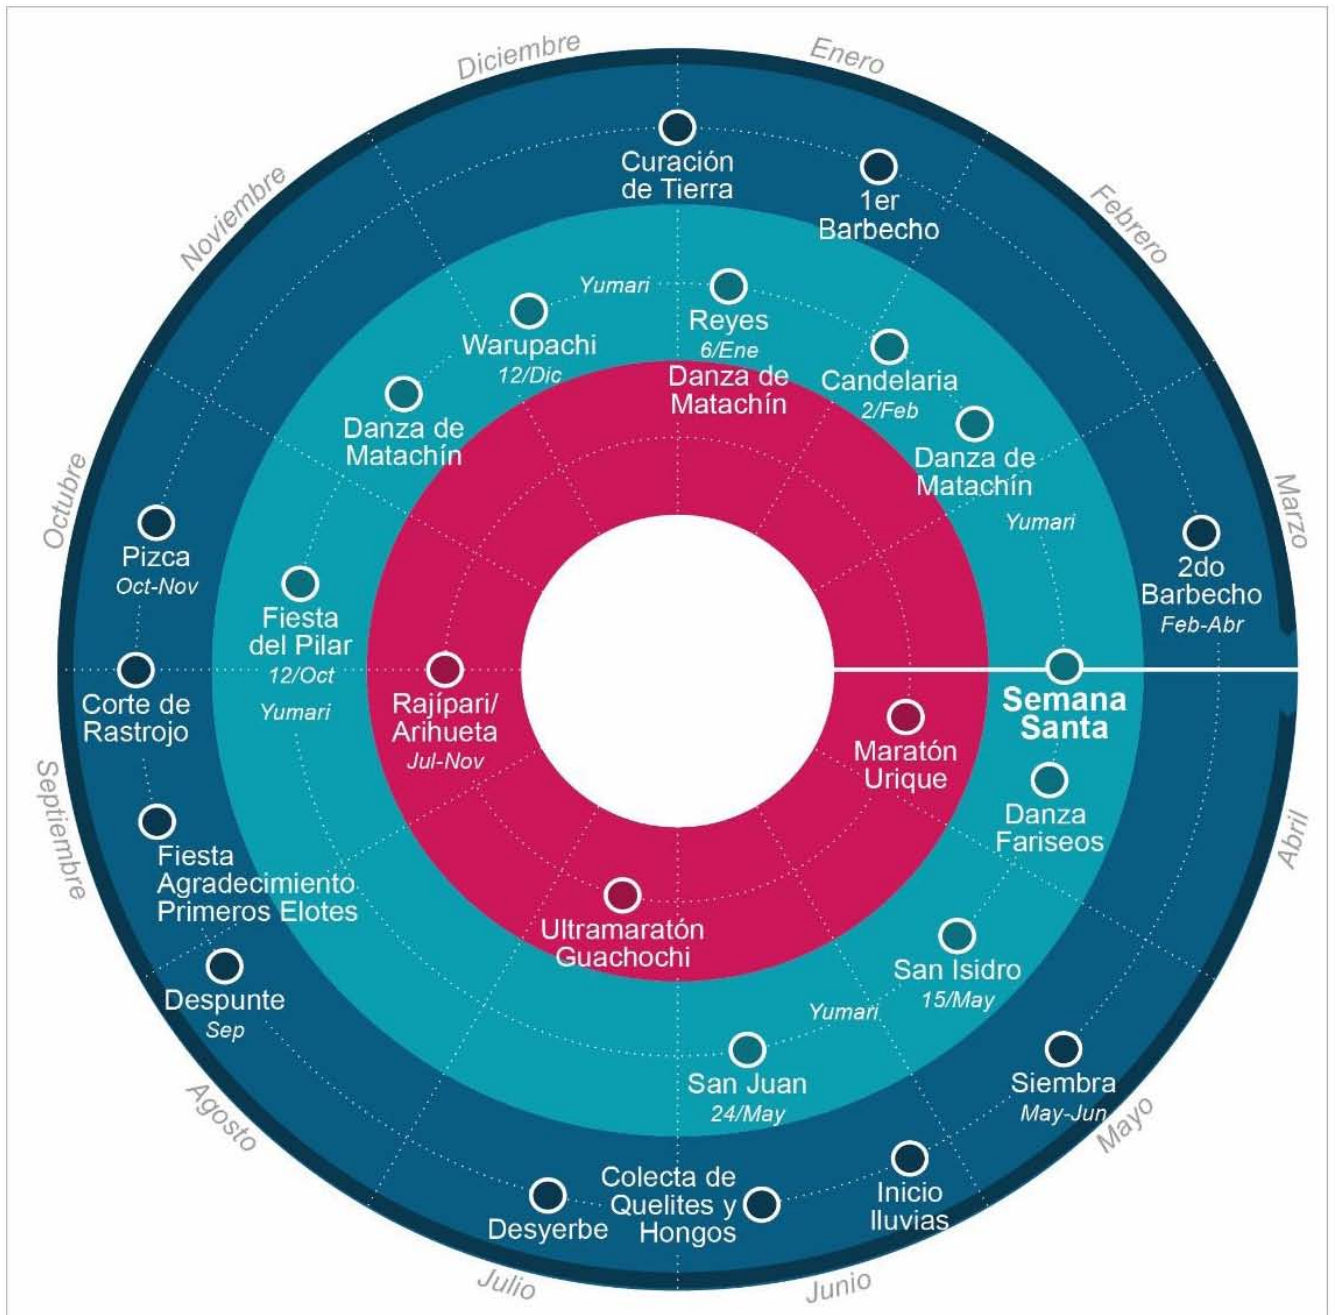 Enero
Febrero
Marzo
Abril
Mayo
Junio
Julio
Agosto
Septiembre
Octubre
Noviembre
Diciembre
Curación
de Tierra
1er
Barbecho
2do
Barbecho
Feb-Abr
Siembra
May-Jun
Inicio
lluvias
Colecta de
Quelites y
Hongos
Desyerbe
Despunte
Sep
Fiesta
Agradecimiento
Primeros Elotes
Corte de
Rastrojo
Pizca
Oct-Nov
Yumari
Reyes
6/Ene
Danza de
Matachín
Candelaria
2/Feb
Danza de
Matachín
Yumari
Semana
Santa
Danza
Fariseos
San Isidro
15/May
Yumari
San Juan
24/May
Fiesta
del Pilar
12/Oct
Yumari
Danza de
Matachín
Warupachi
12/Dic
Maratón
Urique
Ultramaratón
Guachochi
Rajípari/
Arihueta
Jul-Nov